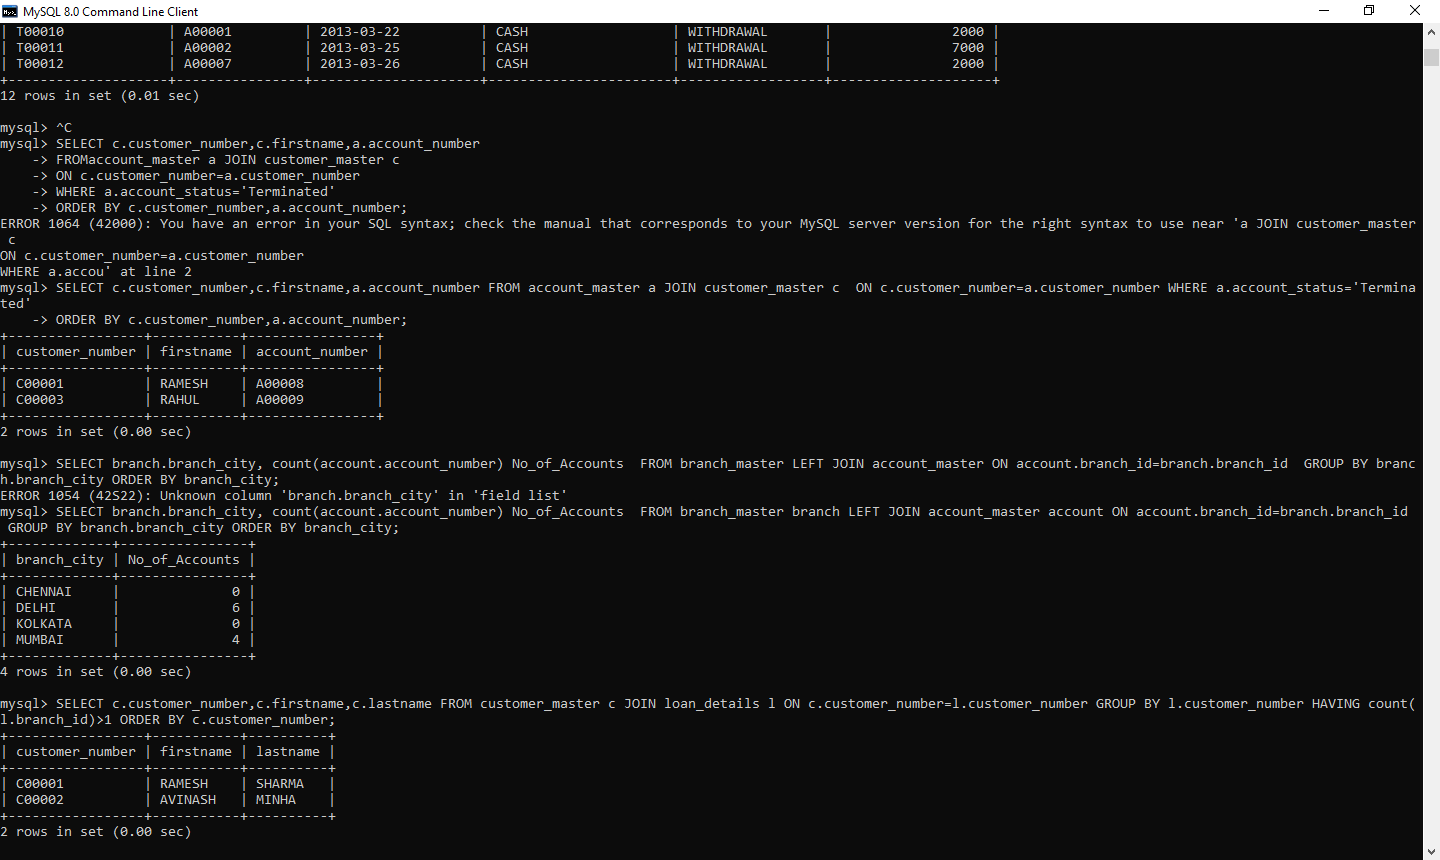 MySQL 8.0 Command Line Client
| T00010             | A00001         | 2013-03-22          | CASH                  | WITHDRAWAL       |               2000 |
| T00011             | A00002         | 2013-03-25          | CASH                  | WITHDRAWAL       |               7000 |
| T00012             | A00007         | 2013-03-26          | CASH                  | WITHDRAWAL       |               2000 |
+--------------------+----------------+---------------------+-----------------------+------------------+--------------------+
12 rows in set (0.01 sec)

mysql> ^C
mysql> SELECT c.customer_number,c.firstname,a.account_number
    -> FROMaccount_master a JOIN customer_master c
    -> ON c.customer_number=a.customer_number
    -> WHERE a.account_status='Terminated'
    -> ORDER BY c.customer_number,a.account_number;
ERROR 1064 (42000): You have an error in your SQL syntax; check the manual that corresponds to your MySQL server version for the right syntax to use near 'a JOIN customer_master
 c
ON c.customer_number=a.customer_number
WHERE a.accou' at line 2
mysql> SELECT c.customer_number,c.firstname,a.account_number FROM account_master a JOIN customer_master c  ON c.customer_number=a.customer_number WHERE a.account_status='Termina
ted'
    -> ORDER BY c.customer_number,a.account_number;
+-----------------+-----------+----------------+
| customer_number | firstname | account_number |
+-----------------+-----------+----------------+
| C00001          | RAMESH    | A00008         |
| C00003          | RAHUL     | A00009         |
+-----------------+-----------+----------------+
2 rows in set (0.00 sec)

mysql> SELECT branch.branch_city, count(account.account_number) No_of_Accounts  FROM branch_master LEFT JOIN account_master ON account.branch_id=branch.branch_id  GROUP BY branc
h.branch_city ORDER BY branch_city;
ERROR 1054 (42S22): Unknown column 'branch.branch_city' in 'field list'
mysql> SELECT branch.branch_city, count(account.account_number) No_of_Accounts  FROM branch_master branch LEFT JOIN account_master account ON account.branch_id=branch.branch_id
 GROUP BY branch.branch_city ORDER BY branch_city;
+-------------+----------------+
| branch_city | No_of_Accounts |
+-------------+----------------+
| CHENNAI     |              0 |
| DELHI       |              6 |
| KOLKATA     |              0 |
| MUMBAI      |              4 |
+-------------+----------------+
4 rows in set (0.00 sec)

mysql> SELECT c.customer_number,c.firstname,c.lastname FROM customer_master c JOIN loan_details l ON c.customer_number=l.customer_number GROUP BY l.customer_number HAVING count(
l.branch_id)>1 ORDER BY c.customer_number;
+-----------------+-----------+----------+
| customer_number | firstname | lastname |
+-----------------+-----------+----------+
| C00001          | RAMESH    | SHARMA   |
| C00002          | AVINASH   | MINHA    |
+-----------------+-----------+----------+
2 rows in set (0.00 sec)